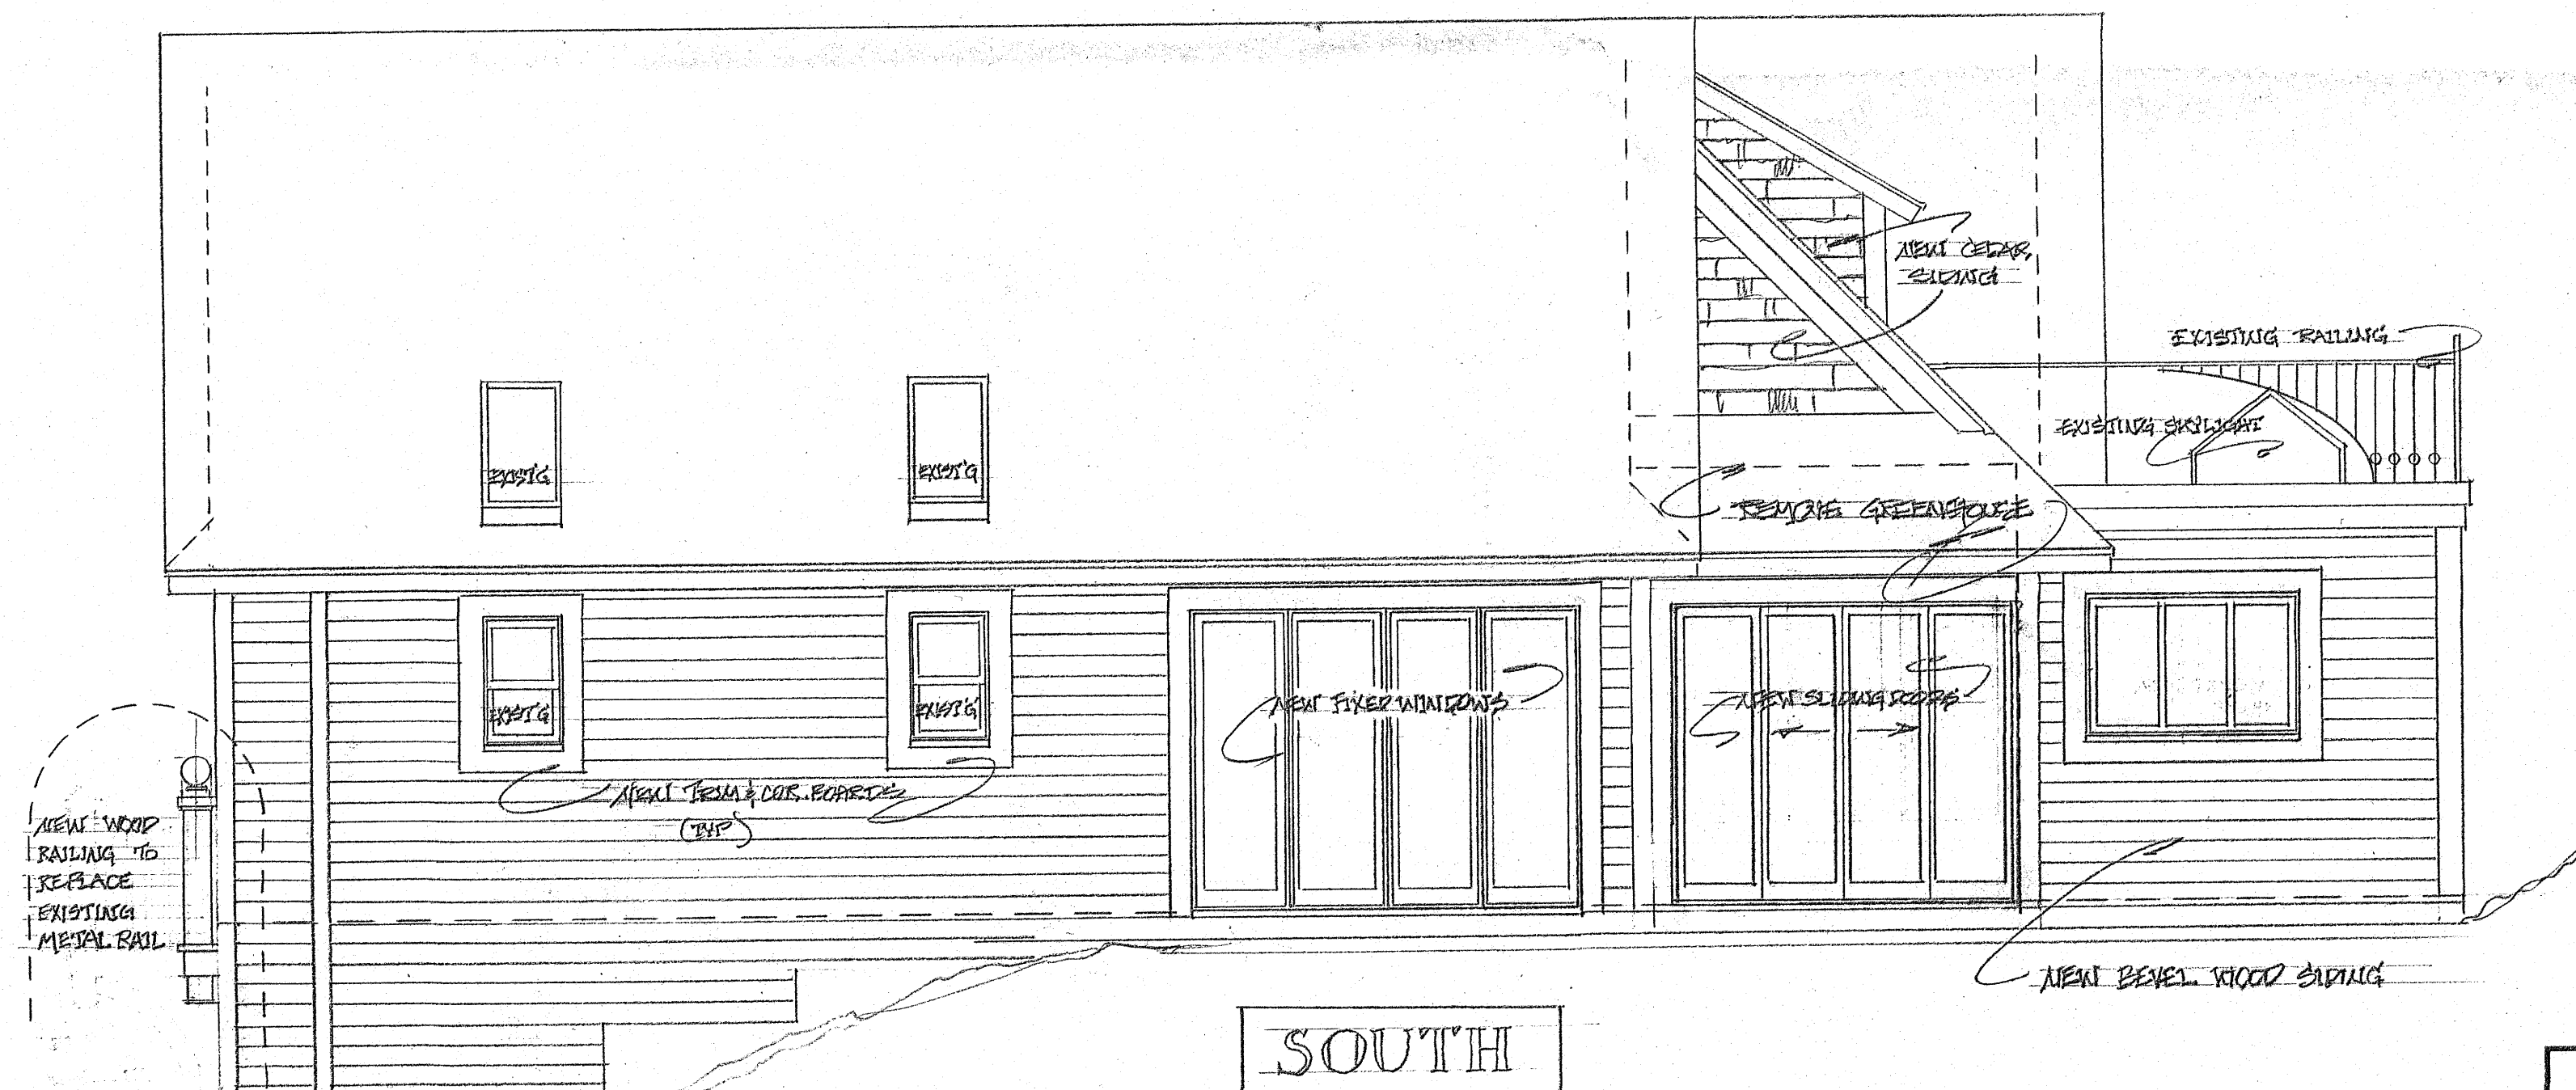 NEW CEDAR
SIDING
EXISTING RAILING
EXISTING SKYLIGHT
EXIST'G
EXIST'G
REMOVE GREENHOUSE
EXIST'G
EXIST'G
NEW FIXED WINDOWS
NEW SLIDING DOORS
NEW TRIM & COR. BOARDS
(TYP)
NEW WOOD
RAILING TO
REPLACE
EXISTING
METAL RAIL
NEW BEVEL WOOD SIDING
SOUTH